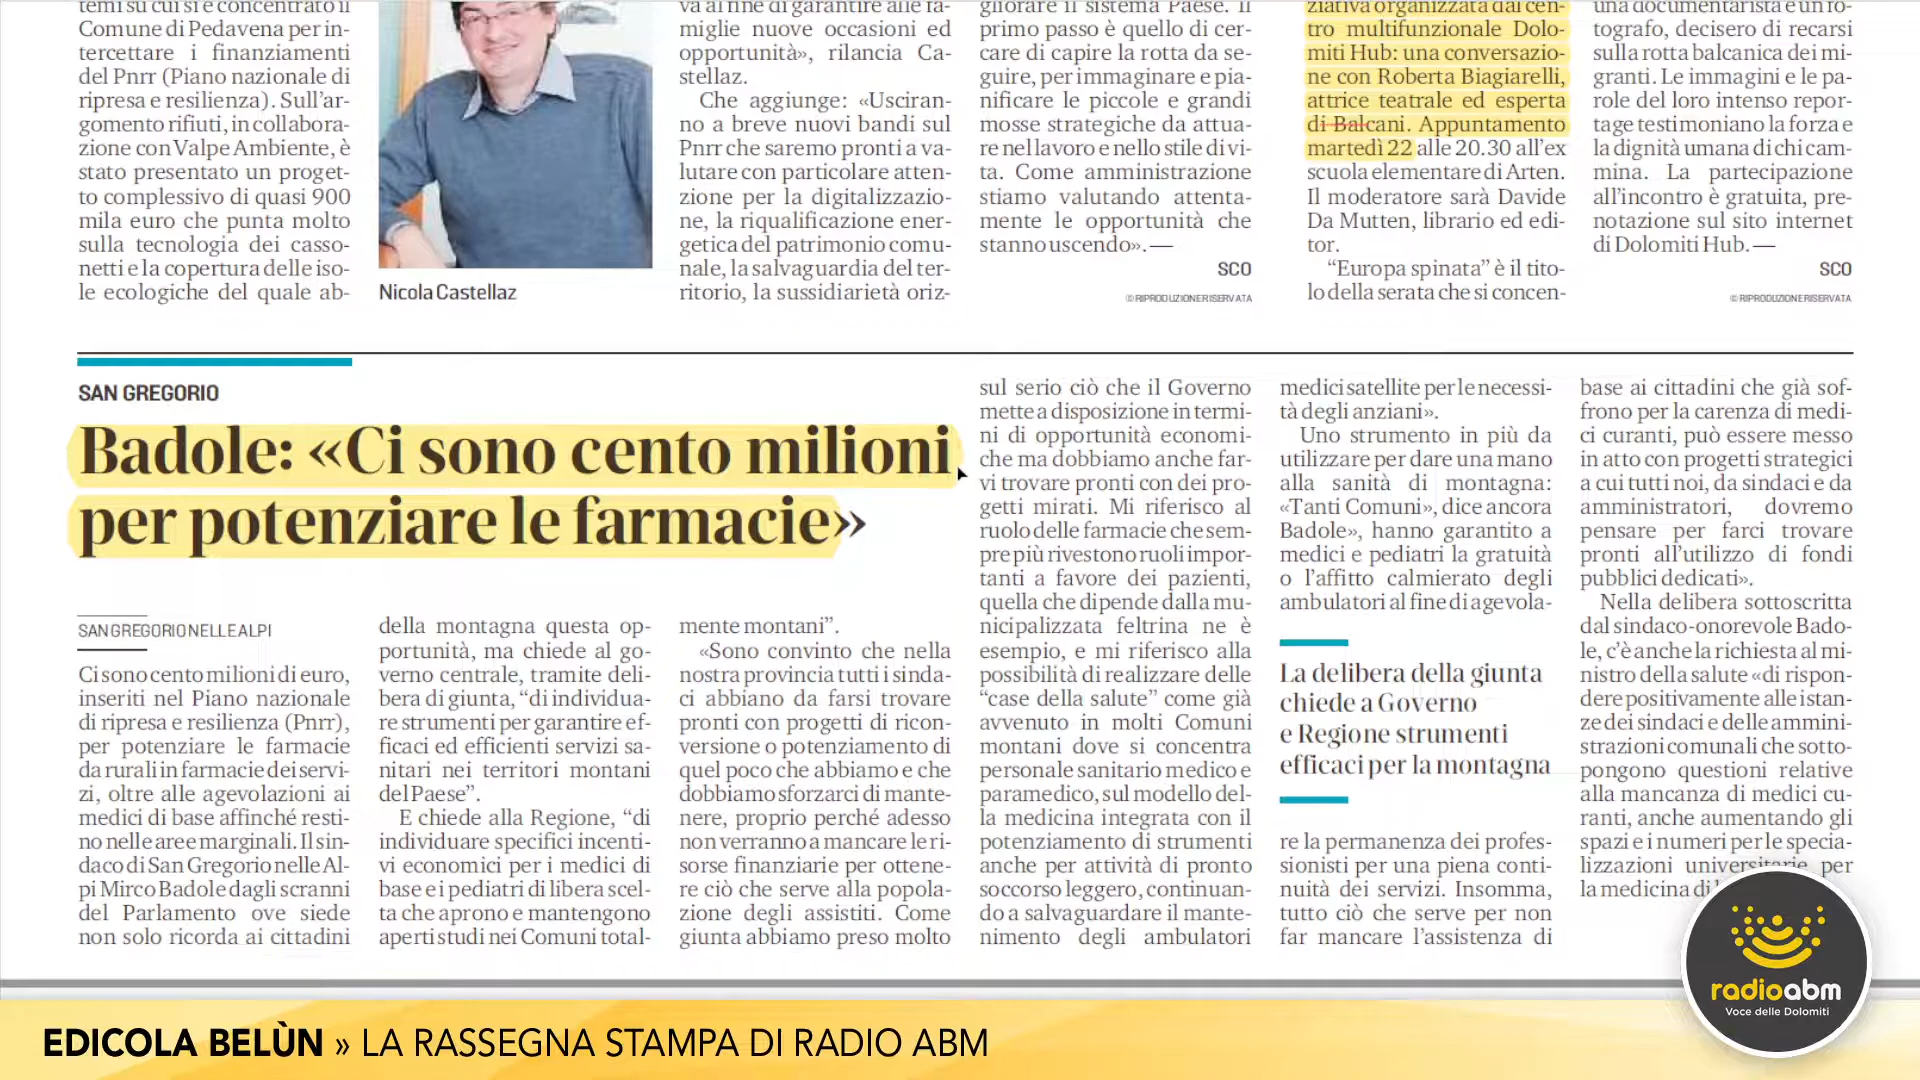 temi su cui si è concentrato il
Comune di Pedavena per in-
tercettare i finanziamenti
del Pnrr (Piano nazionale di
ripresa e resilienza). Sull'ar-
gomento rifiuti, in collabora-
zione con Valpe Ambiente, è
stato presentato un proget-
to complessivo di quasi 900
mila euro che punta molto
sulla tecnologia dei casso-
netti e la copertura delle iso-
le ecologiche del quale ab-
Nicola Castellaz
va al fine di garantire alle fa-
miglie nuove occasioni ed
opportunità», rilancia Ca-
stellaz.
Che aggiunge: «Usciran-
no a breve nuovi bandi sul
Pnrr che saremo pronti a va-
lutare con particolare atten-
zione per la digitalizzazio-
ne, la riqualificazione ener-
getica del patrimonio comu-
nale, la salvaguardia del ter-
ritorio, la sussidiarietà oriz-
gliorare il sistema Paese. Il
primo passo è quello di cer-
care di capire la rotta da se-
guire, per immaginare e pia-
nificare le piccole e grandi
mosse strategiche da attua-
re nel lavoro e nello stile di vi-
ta. Come amministrazione
stiamo valutando attenta-
mente le opportunità che
stanno uscendo». —
SCO
© RIPRODUZIONE RISERVATA
ziativa organizzata dal cen-
tro multifunzionale Dolo-
miti Hub: una conversazio-
ne con Roberta Biagiarelli,
attrice teatrale ed esperta
di Balcani. Appuntamento
martedì 22 alle 20.30 all'ex
scuola elementare di Arten.
Il moderatore sarà Davide
Da Mutten, libraio ed edi-
tor.
“Europa spinata” è il tito-
lo della serata che si concen-
una documentarista e un fo-
tografo, decisero di recarsi
sulla rotta balcanica dei mi-
granti. Le immagini e le pa-
role del loro intenso repor-
tage testimoniano la forza e
la dignità umana di chi cam-
mina. La partecipazione
all'incontro è gratuita, pre-
notazione sul sito internet
di Dolomiti Hub. —
SCO
© RIPRODUZIONE RISERVATA
SAN GREGORIO
Badole: «Ci sono cento milioni
per potenziare le farmacie»
SAN GREGORIO NELLE ALPI
Ci sono cento milioni di euro,
inseriti nel Piano nazionale
di ripresa e resilienza (Pnrr),
per potenziare le farmacie
da rurali in farmacie dei servi-
zi, oltre alle agevolazioni ai
medici di base affinché resti-
no nelle aree marginali. Il sin-
daco di San Gregorio nelle Al-
pi Mirco Badole dagli scranni
del Parlamento ove siede
non solo ricorda ai cittadini
della montagna questa op-
portunità, ma chiede al go-
verno centrale, tramite deli-
bera di giunta, “di individua-
re strumenti per garantire ef-
ficaci ed efficienti servizi sa-
nitari nei territori montani
del Paese”.
E chiede alla Regione, “di
individuare specifici incenti-
vi economici per i medici di
base e i pediatri di libera scel-
ta che aprono e mantengono
aperti studi nei Comuni total-
mente montani”.
«Sono convinto che nella
nostra provincia tutti i sinda-
ci abbiano da farsi trovare
pronti con progetti di ricon-
versione o potenziamento di
quel poco che abbiamo e che
dobbiamo sforzarci di mante-
nere, proprio perché adesso
non verranno a mancare le ri-
sorse finanziarie per ottene-
re ciò che serve alla popola-
zione degli assistiti. Come
giunta abbiamo preso molto
sul serio ciò che il Governo
mette a disposizione in termi-
ni di opportunità economi-
che ma dobbiamo anche far-
vi trovare pronti con dei pro-
getti mirati. Mi riferisco al
ruolo delle farmacie che sem-
pre più rivestono ruoli impor-
tanti a favore dei pazienti,
quella che dipende dalla mu-
nicipalizzata feltrina ne è
esempio, e mi riferisco alla
possibilità di realizzare delle
“case della salute” come già
avvenuto in molti Comuni
montani dove si concentra
personale sanitario medico e
paramedico, sul modello del-
la medicina integrata con il
potenziamento di strumenti
anche per attività di pronto
soccorso leggero, continuan-
do a salvaguardare il mante-
nimento degli ambulatori
medici satellite per le necessi-
tà degli anziani».
Uno strumento in più da
utilizzare per dare una mano
alla sanità di montagna:
«Tanti Comuni», dice ancora
Badole», hanno garantito a
medici e pediatri la gratuità
o l'affitto calmierato degli
ambulatori al fine di agevola-
La delibera della giunta
chiede a Governo
e Regione strumenti
efficaci per la montagna
re la permanenza dei profes-
sionisti per una piena conti-
nuità dei servizi. Insomma,
tutto ciò che serve per non
far mancare l'assistenza di
base ai cittadini che già sof-
frono per la carenza di medi-
ci curanti, può essere messo
in atto con progetti strategici
a cui tutti noi, da sindaci e da
amministratori, dovremo
pensare per farci trovare
pronti all'utilizzo di fondi
pubblici dedicati».
Nella delibera sottoscritta
dal sindaco-onorevole Bado-
le, c'è anche la richiesta al mi-
nistro della salute «di rispon-
dere positivamente alle istan-
ze dei sindaci e delle ammini-
strazioni comunali che sotto-
pongono questioni relative
alla mancanza di medici cu-
ranti, anche aumentando gli
spazi e i numeri per le specia-
lizzazioni universitarie per
la medicina di
radioabm
Voce delle Dolomiti
EDICOLA BELÙN » LA RASSEGNA STAMPA DI RADIO ABM